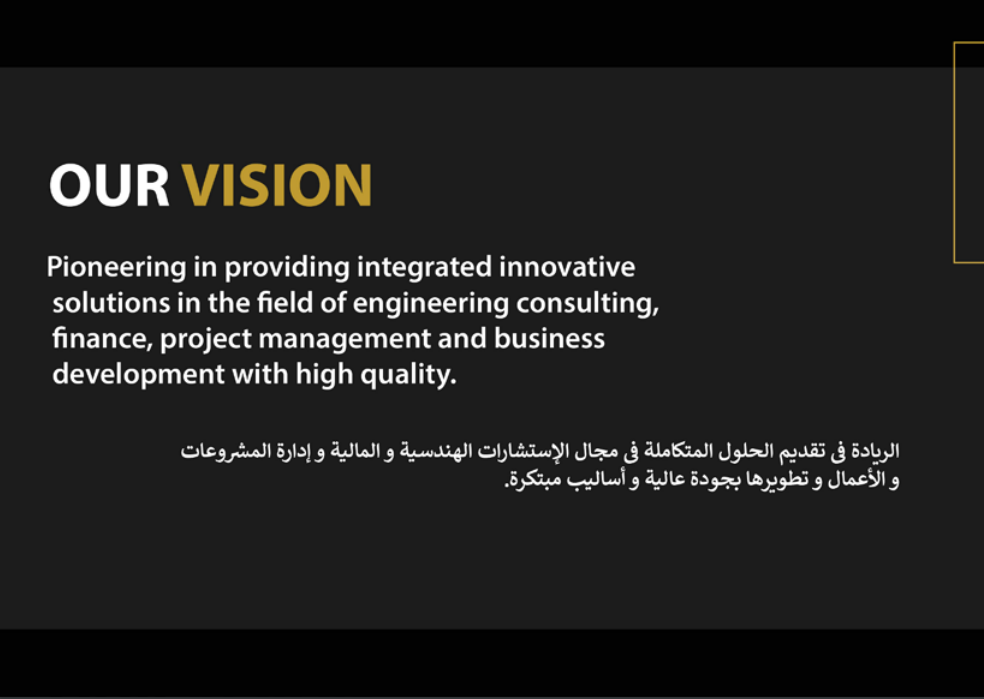 OUR VISION
Pioneering in providing integrated innovative
solutions in the field of engineering consulting,
finance, project management and business
development with high quality.
الريادة فى تقديم الحلول المتكاملة فى مجال الإستشارات الهندسية و المالية و إدارة المشروعات
و الأعمال و تطويرها بجودة عالية و أساليب مبتكرة.